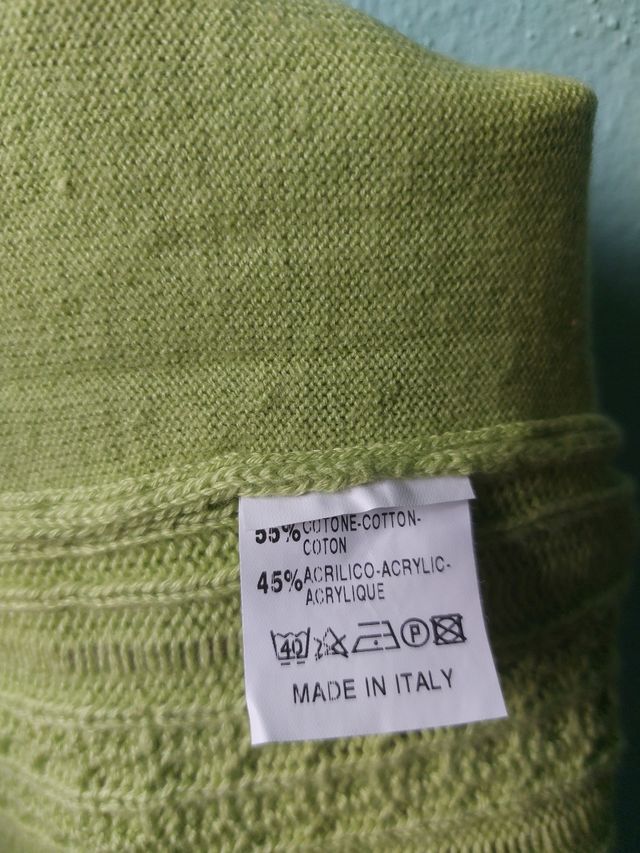 55% COTONE-COTTON-
COTON
45% ACRILICO-ACRYLIC-
ACRYLIQUE
40 P
MADE IN ITALY